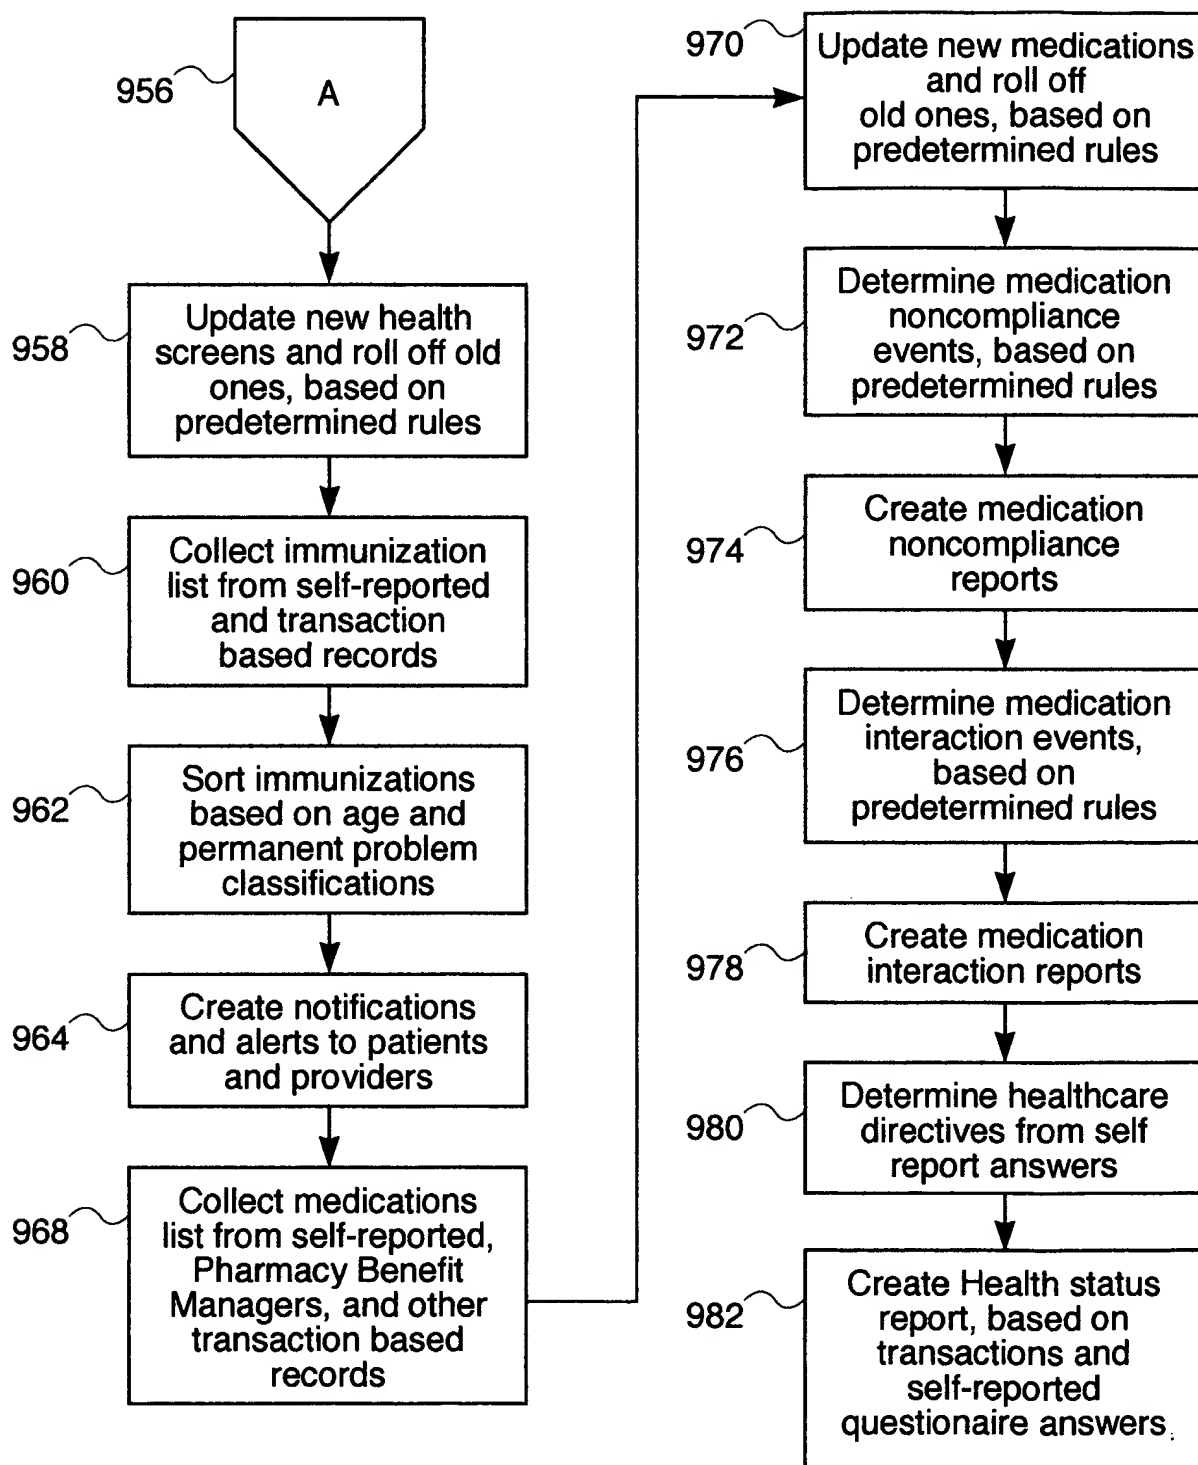 956
A
958
Update new health
screens and roll off old
ones, based on
predetermined rules
960
Collect immunization
list from self-reported
and transaction
based records
962
Sort immunizations
based on age and
permanent problem
classifications
964
Create notifications
and alerts to patients
and providers
968
Collect medications
list from self-reported,
Pharmacy Benefit
Managers, and other
transaction based
records
970
Update new medications
and roll off
old ones, based on
predetermined rules
972
Determine medication
noncompliance
events, based on
predetermined rules
974
Create medication
noncompliance
reports
976
Determine medication
interaction events,
based on
predetermined rules
978
Create medication
interaction reports
980
Determine healthcare
directives from self
report answers
982
Create Health status
report, based on
transactions and
self-reported
questionaire answers.